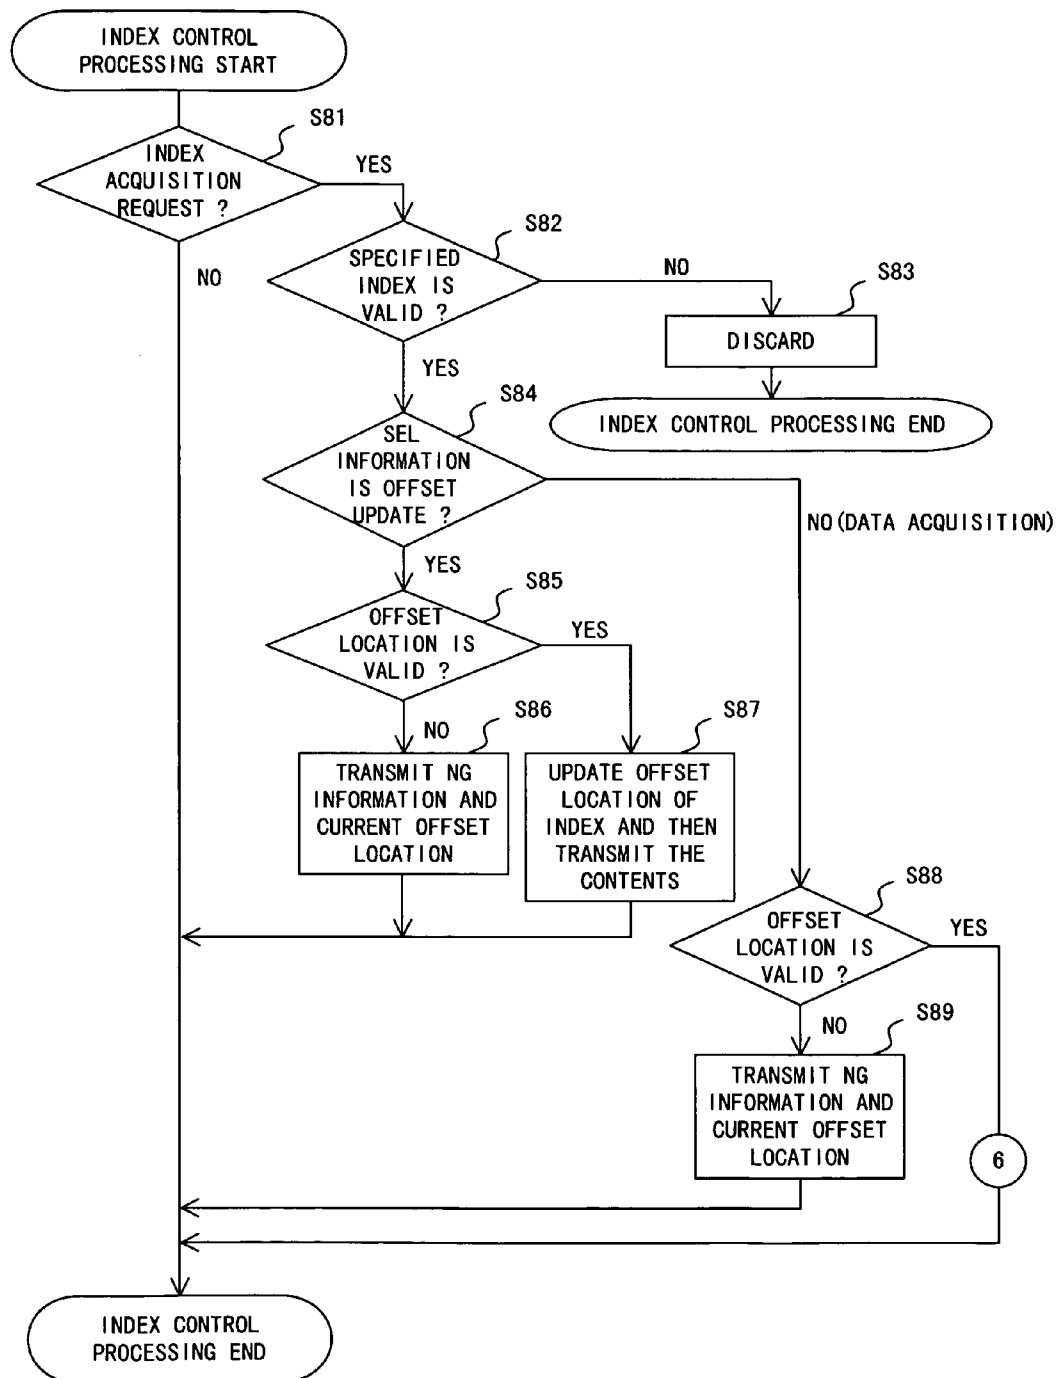 INDEX CONTROL
PROCESSING START
S81
INDEX
ACQUISITION
REQUEST ?
YES
NO
S82
SPECIFIED
INDEX IS
VALID ?
NO
YES
S83
DISCARD
INDEX CONTROL PROCESSING END
S84
SEL
INFORMATION
IS OFFSET
UPDATE ?
NO(DATA ACQUISITION)
YES
S85
OFFSET
LOCATION IS
VALID ?
YES
NO
S86
TRANSMIT NG
INFORMATION AND
CURRENT OFFSET
LOCATION
S87
UPDATE OFFSET
LOCATION OF
INDEX AND THEN
TRANSMIT THE
CONTENTS
S88
OFFSET
LOCATION IS
VALID ?
YES
NO
S89
TRANSMIT NG
INFORMATION AND
CURRENT OFFSET
LOCATION
6
INDEX CONTROL
PROCESSING END